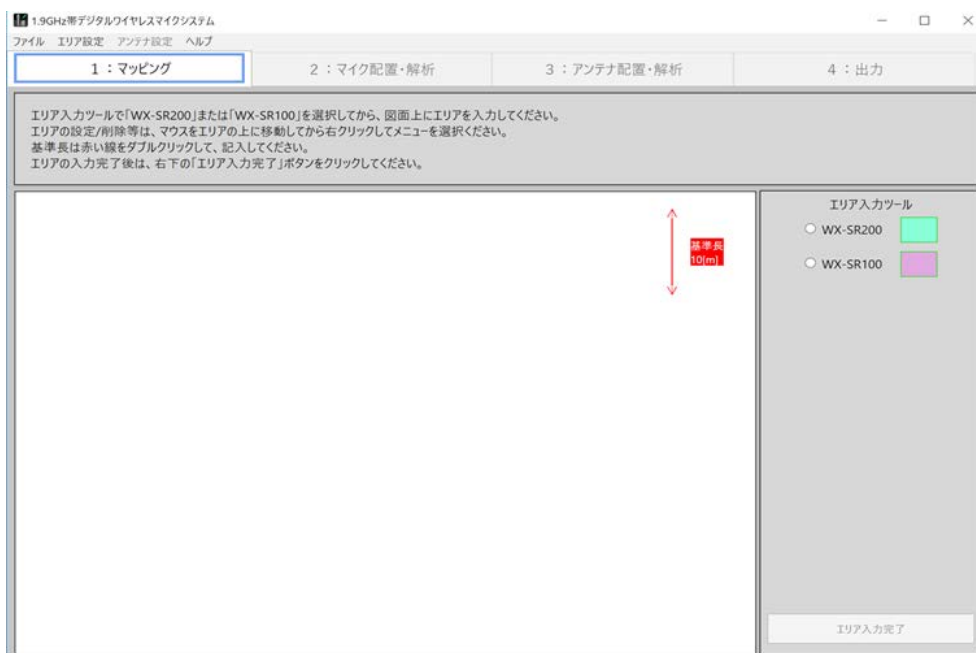 1.9GHz帯デジタルワイヤレスマイクシステム
ファイル エリア設定 アンテナ設定 ヘルプ
1：マッピング 2：マイク配置・解析 3：アンテナ配置・解析 4：出力
エリア入力ツールで「WX-SR200」または「WX-SR100」を選択してから、図面上にエリアを入力してください。
エリアの設定/削除等は、マウスをエリアの上に移動してから右クリックしてメニューを選択ください。
基準長は赤い線をダブルクリックして、記入してください。
エリアの入力完了後は、右下の「エリア入力完了」ボタンをクリックしてください。
基準長
10[m]
エリア入力ツール
WX-SR200
WX-SR100
エリア入力完了